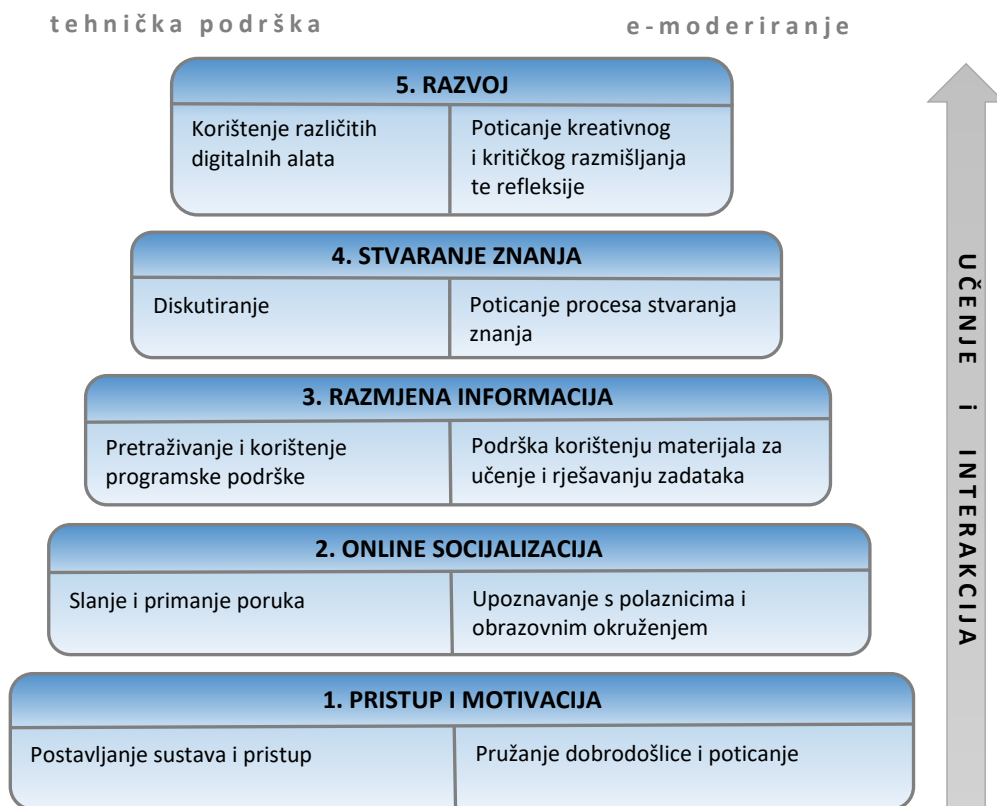 tehnička podrška
e-moderiranje
5. RAZVOJ
Korištenje različitih
digitalnih alata
Poticanje kreativnog
i kritičkog razmišljanja
te refleksije
4. STVARANJE ZNANJA
Diskutiranje
Poticanje procesa stvaranja
znanja
3. RAZMJENA INFORMACIJA
Pretraživanje i korištenje
programske podrške
Podrška korištenju materijala za
učenje i rješavanju zadataka
2. ONLINE SOCIJALIZACIJA
Slanje i primanje poruka
Upoznavanje s polaznicima i
obrazovnim okruženjem
1. PRISTUP I MOTIVACIJA
Postavljanje sustava i pristup
Pružanje dobrodošlice i poticanje
UČENJE i INTERAKCIJA